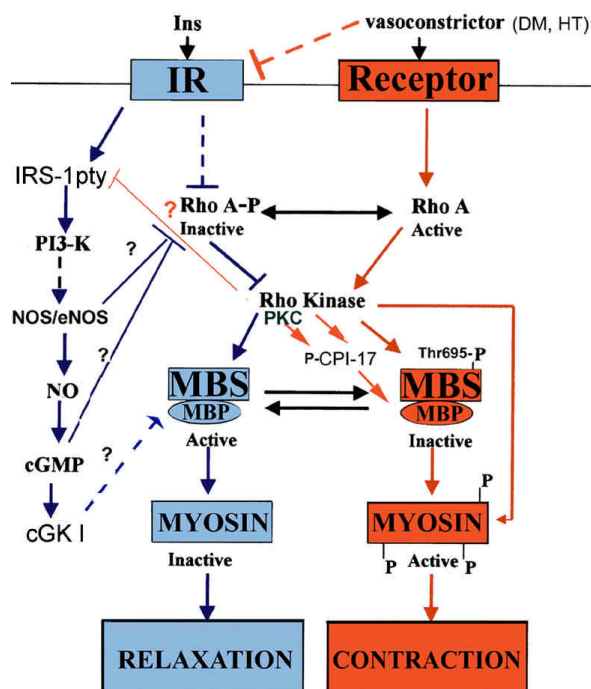 Ins
vasoconstrictor (DM, HT)
IR
Receptor
IRS-1pty
? Rho A-P
Inactive
Rho A
Active
PI3-K
?
NOS/eNOS
Rho Kinase
PKC
?
P-CPI-17
Thr695-P
NO
MBS
MBP
Active
MBS
MBP
Inactive
cGMP
?
cGK I
P
MYOSIN
Inactive
MYOSIN
P Active P
RELAXATION
CONTRACTION